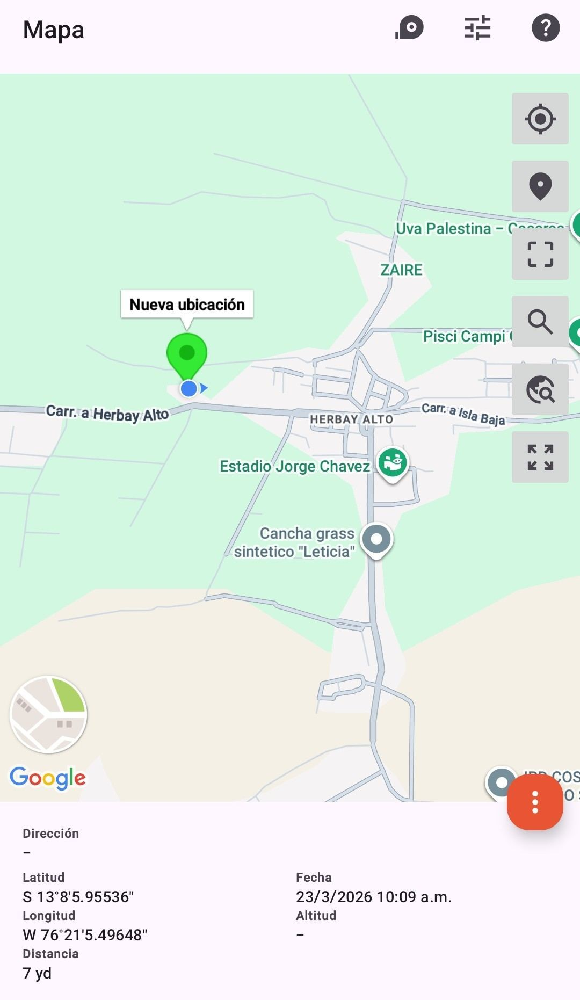 Mapa
Uva Palestina – Caceres
ZAIRE
Nueva ubicación
Pisci Campi
Carr. a Herbay Alto
HERBAY ALTO
Carr. a Isla Baja
Estadio Jorge Chavez
Cancha grass
sintetico "Leticia"
Google
Dirección
–
Latitud
S 13°8'5.95536"
Longitud
W 76°21'5.49648"
Distancia
7 yd
Fecha
23/3/2026 10:09 a.m.
Altitud
–